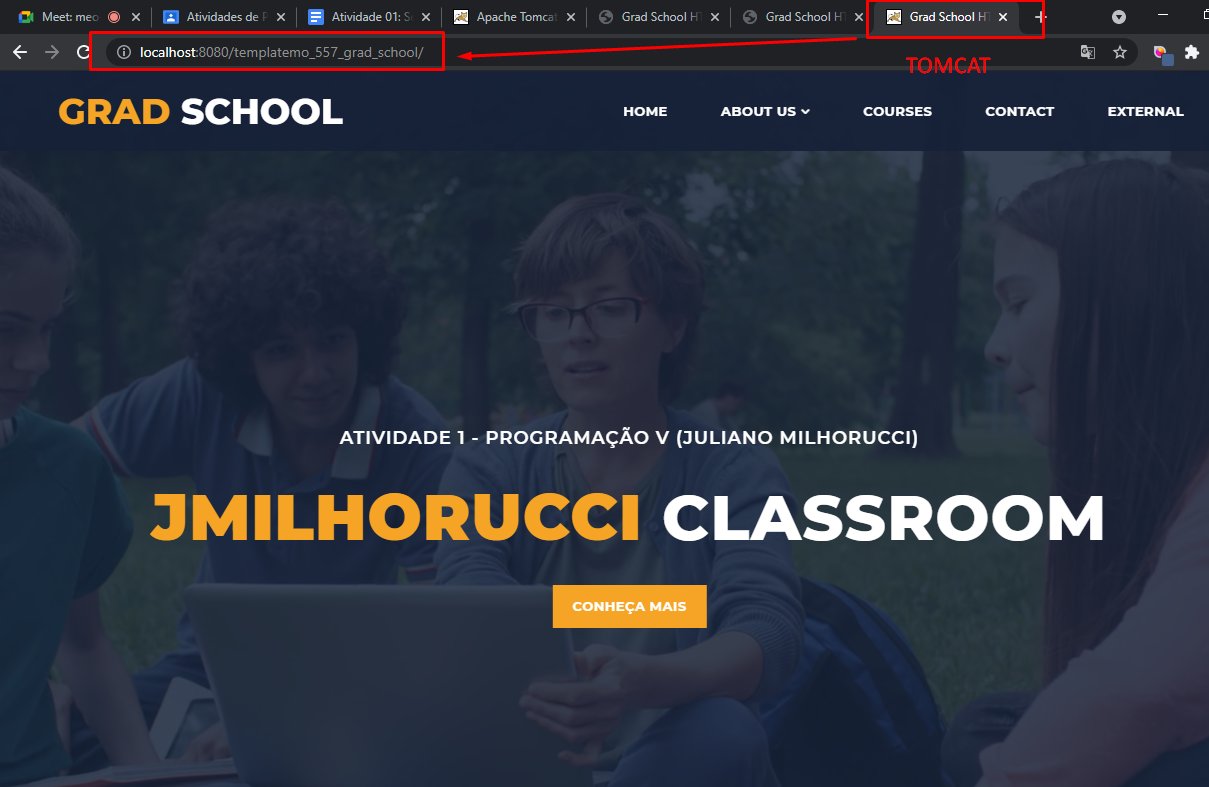 Meet: meo
Atividades de P
Atividade 01: Se
Apache Tomcat
Grad School HT
Grad School HT
Grad School HT
localhost:8080/templatemo_557_grad_school/
TOMCAT
GRAD SCHOOL
HOME
ABOUT US
COURSES
CONTACT
EXTERNAL
ATIVIDADE 1 - PROGRAMAÇÃO V (JULIANO MILHORUCCI)
JMILHORUCCI CLASSROOM
CONHEÇA MAIS